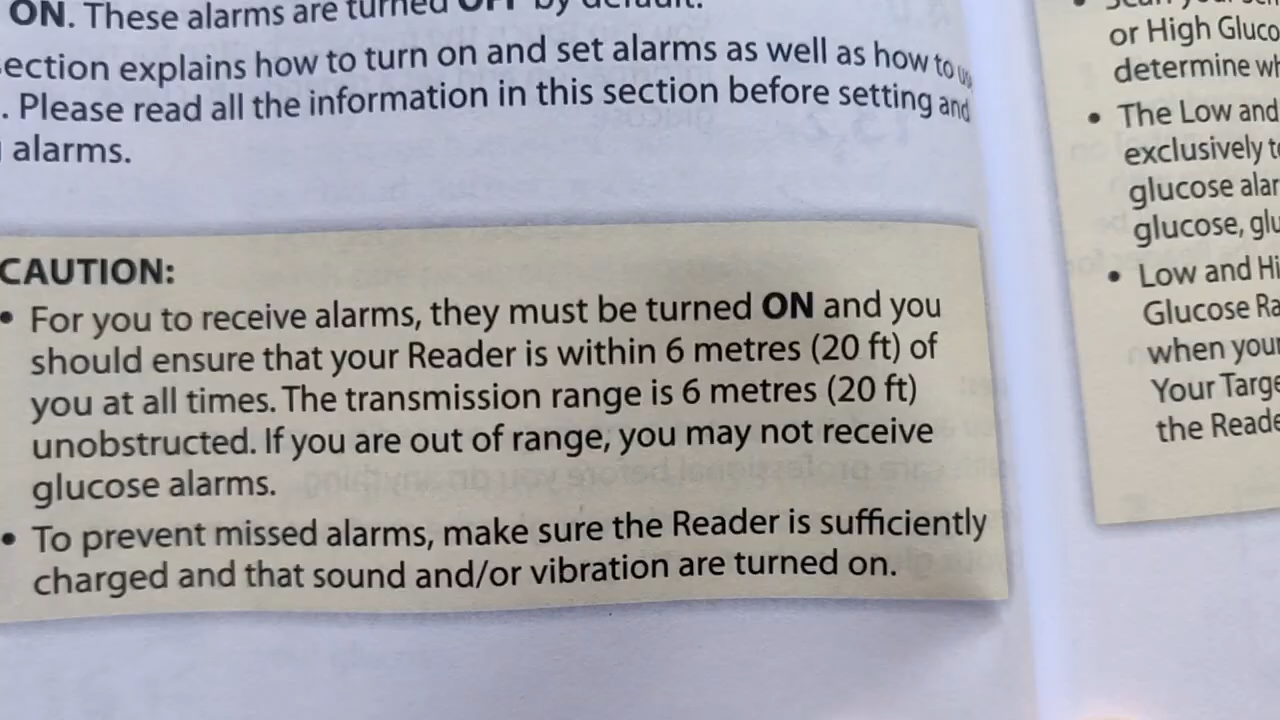 ON. These alarms are turned OFF by default.
ection explains how to turn on and set alarms as well as how to
. Please read all the information in this section before setting and
alarms.
CAUTION:
• For you to receive alarms, they must be turned ON and you
should ensure that your Reader is within 6 metres (20 ft) of
you at all times. The transmission range is 6 metres (20 ft)
unobstructed. If you are out of range, you may not receive
glucose alarms.
• To prevent missed alarms, make sure the Reader is sufficiently
charged and that sound and/or vibration are turned on.
or High Gluco
determine wh
• The Low and
exclusively to
glucose alar
glucose, glu
• Low and Hi
Glucose Ra
when your
Your Targe
the Reade